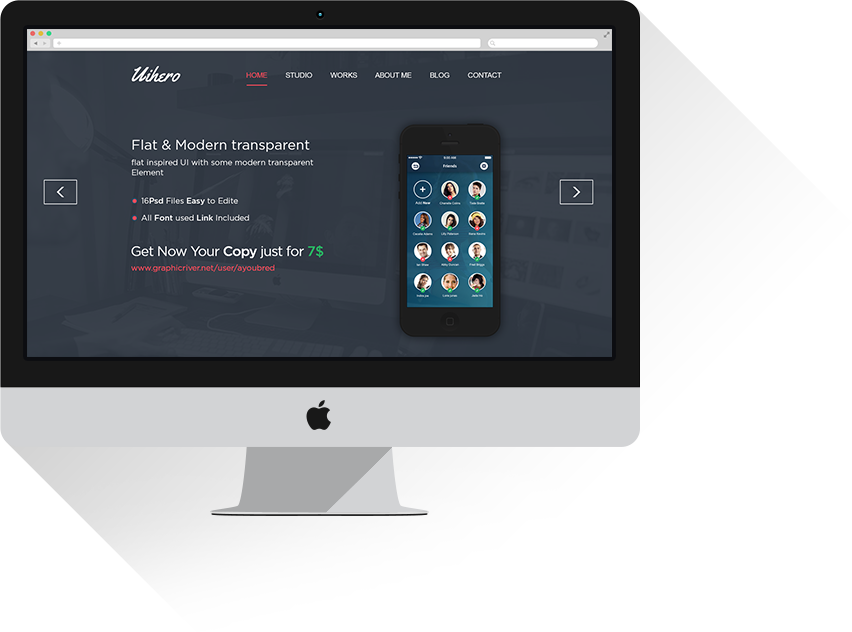 Uihero
HOME STUDIO WORKS ABOUT ME BLOG CONTACT
Flat & Modern transparent
flat inspired UI with some modern transparent
Element
16Psd Files Easy to Edite
All Font used Link Included
Get Now Your Copy just for 7$
www.graphicriver.net/user/ayoubred
Friends
Add New